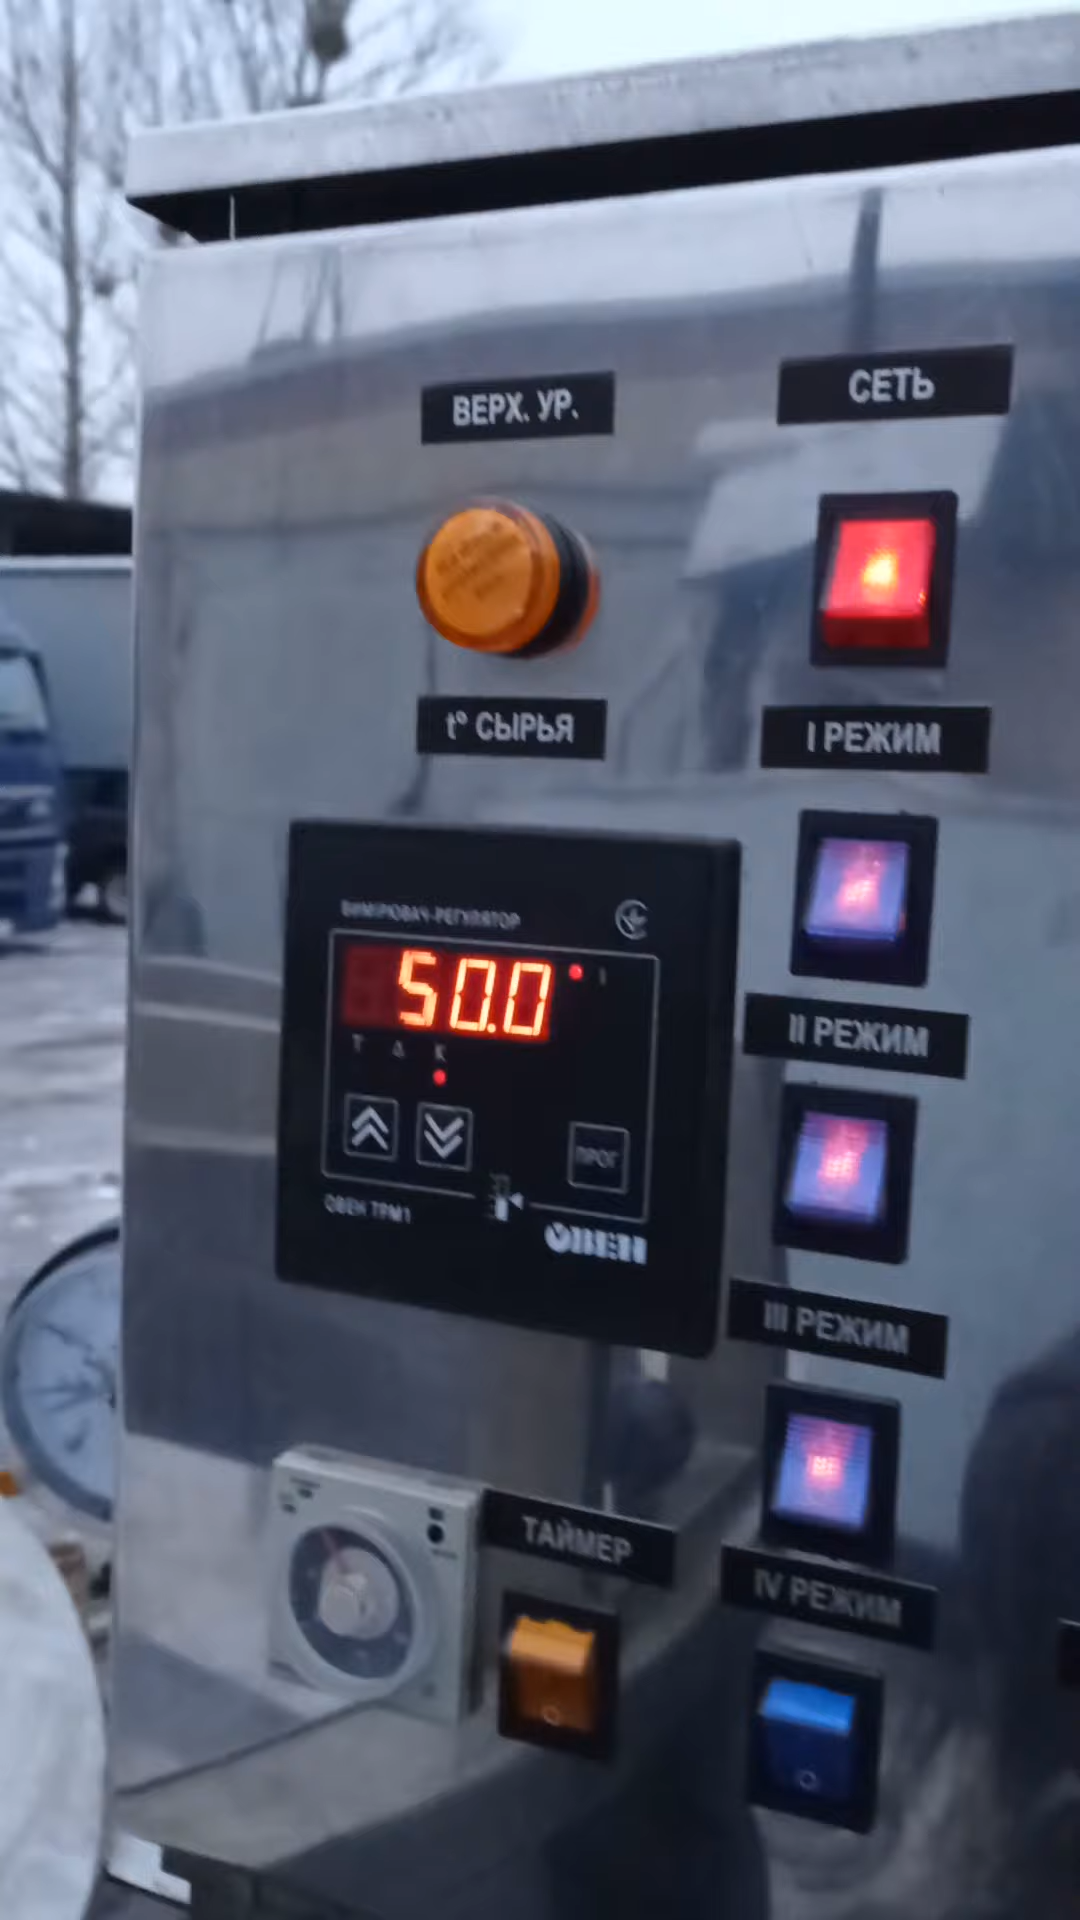 ВЕРХ. УР.
СЕТЬ
t° СЫРЬЯ
I РЕЖИМ
ВИМІРЮВАЧ-РЕГУЛЯТОР
50.0
1
Т Δ К
II РЕЖИМ
ПРОГ
ОВЕН ТРМ1
ОВЕН
III РЕЖИМ
ТАЙМЕР
IV РЕЖИМ